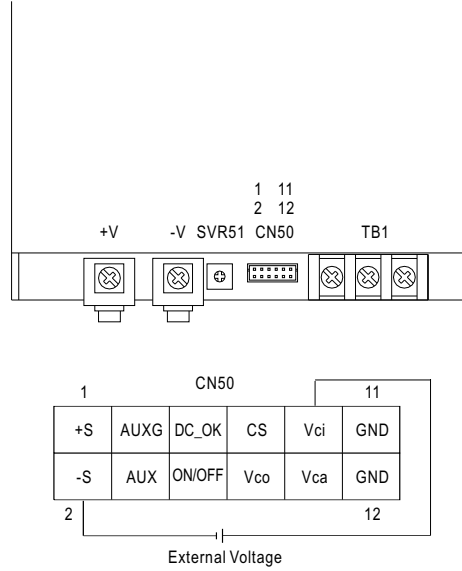 1 11
2 12
+V -V SVR51 CN50 TB1
CN50
1 11
+S AUXG DC_OK CS Vci GND
-S AUX ON/OFF Vco Vca GND
2 12
External Voltage